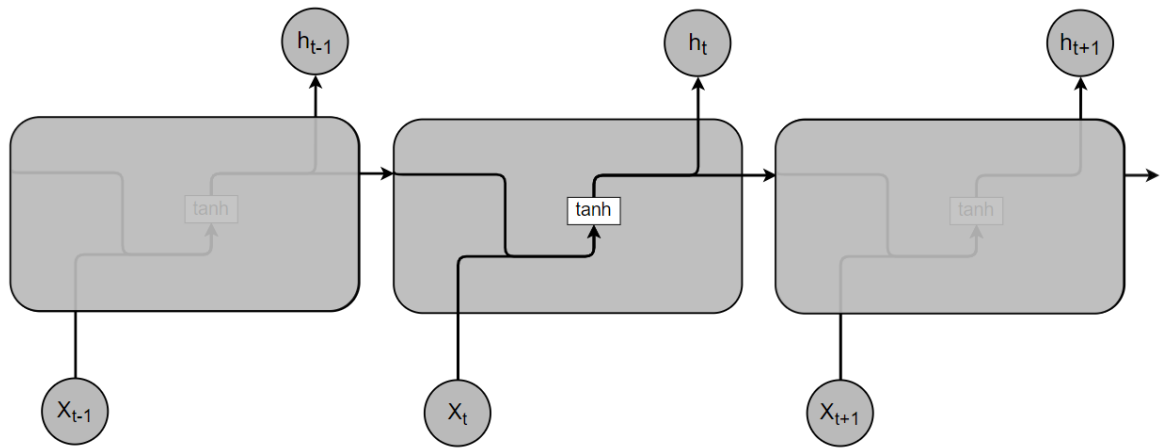 h_{t-1}
h_t
h_{t+1}
tanh
tanh
tanh
X_{t-1}
X_t
X_{t+1}